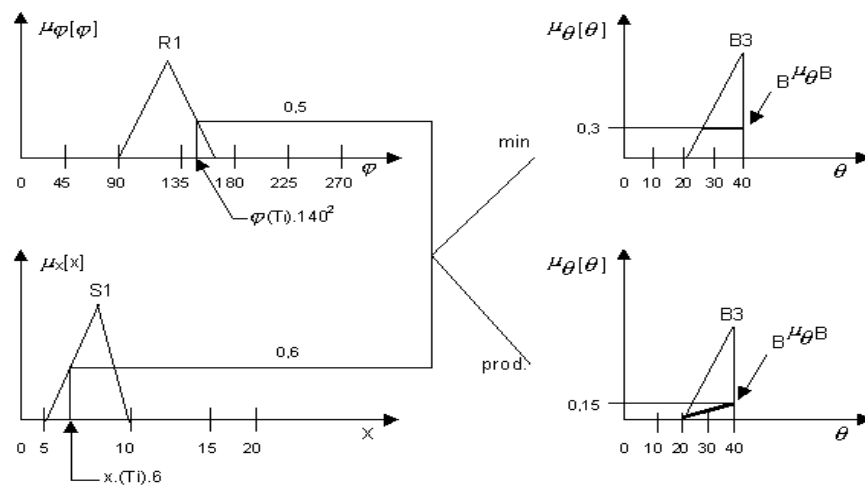 μφ[φ]
R1
0,5
0 45 90 135 180 225 270 φ
φ(Ti).140²
μx[x]
S1
0,6
0 5 10 15 20 X
x.(Ti).6
min
prod.
μθ[θ]
B3
B μθB
0,3
0 10 20 30 40 θ
μθ[θ]
B3
B μθB
0,15
0 10 20 30 40 θ